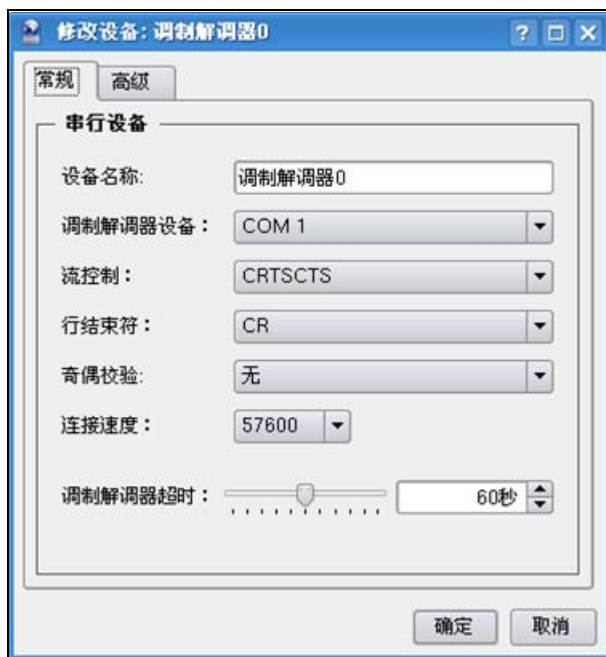 修改设备: 调制解调器0
常规 高级
串行设备
设备名称: 调制解调器0
调制解调器设备： COM 1
流控制： CRTSCTS
行结束符： CR
奇偶校验: 无
连接速度： 57600
调制解调器超时： 60秒
确定 取消